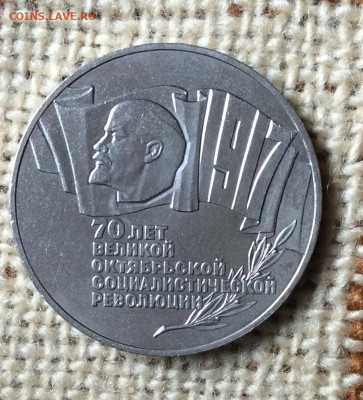 COINS.LAVE.RU
1917
70 ЛЕТ
ВЕЛИКОЙ
ОКТЯБРЬСКОЙ
СОЦИАЛИСТИЧЕСКОЙ
РЕВОЛЮЦИИ